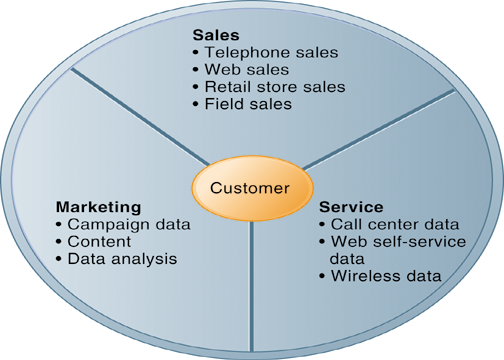 Sales
• Telephone sales
• Web sales
• Retail store sales
• Field sales
Customer
Marketing
• Campaign data
• Content
• Data analysis
Service
• Call center data
• Web self-service
data
• Wireless data